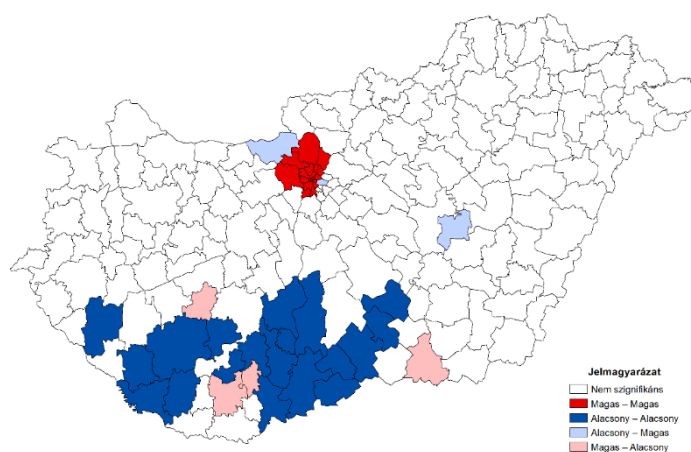 Jelmagyarázat
Nem szignifikáns
Magas – Magas
Alacsony – Alacsony
Alacsony – Magas
Magas – Alacsony